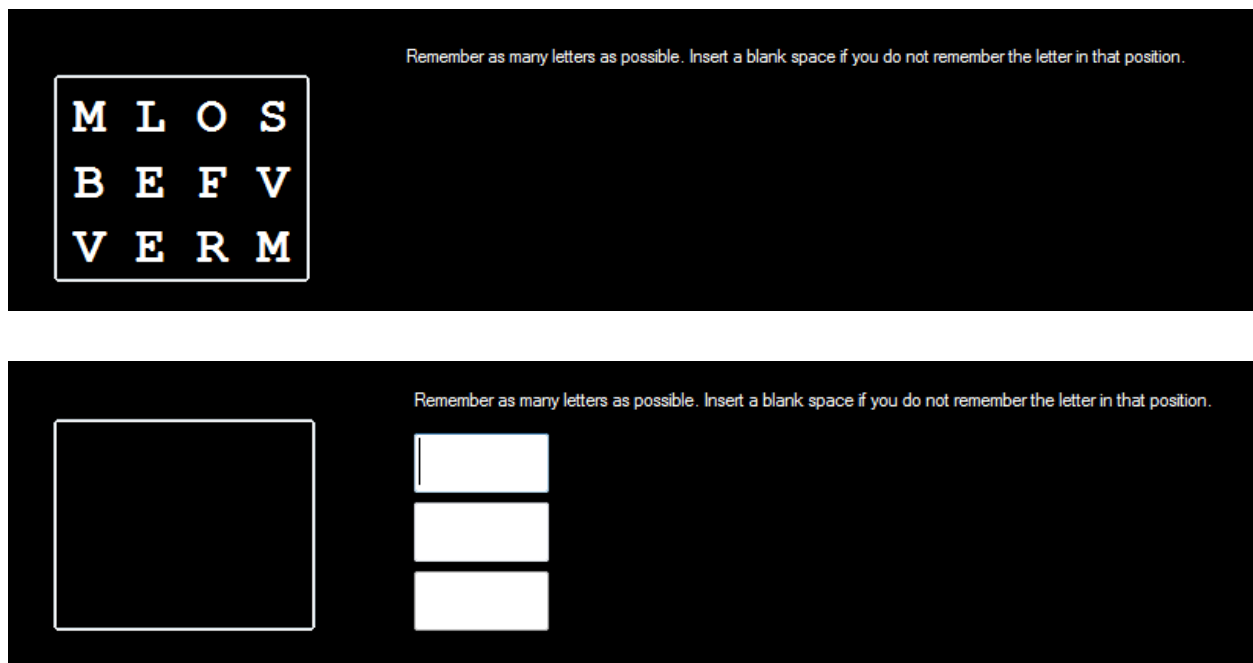 Remember as many letters as possible. Insert a blank space if you do not remember the letter in that position.
M L O S
B E F V
V E R M
Remember as many letters as possible. Insert a blank space if you do not remember the letter in that position.